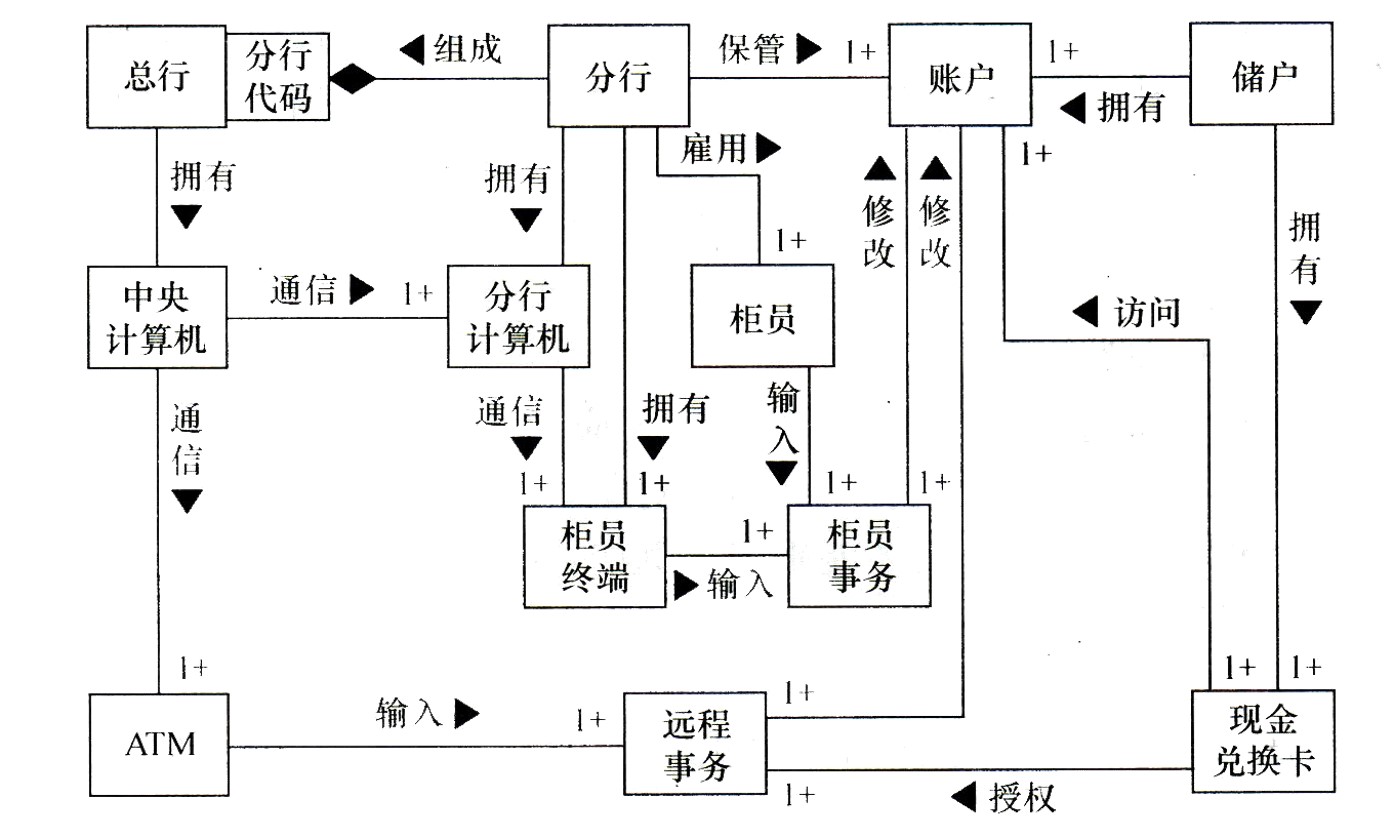 总行
分行
代码
◀组成
分行
保管▶
1+
账户
1+
◀拥有
储户
拥有
▼
拥有
▼
雇用▶
1+
▲
修
改
▲
修
改
1+
拥
有
▼
中央
计算机
通信▶
1+
分行
计算机
柜员
◀访问
通
信
▼
通信
▼
1+
拥有
▼
1+
输
入
▼
1+
1+
柜员
终端
1+
▶输入
柜员
事务
1+
ATM
输入▶
1+
远程
事务
1+
1+
◀授权
1+
1+
现金
兑换卡